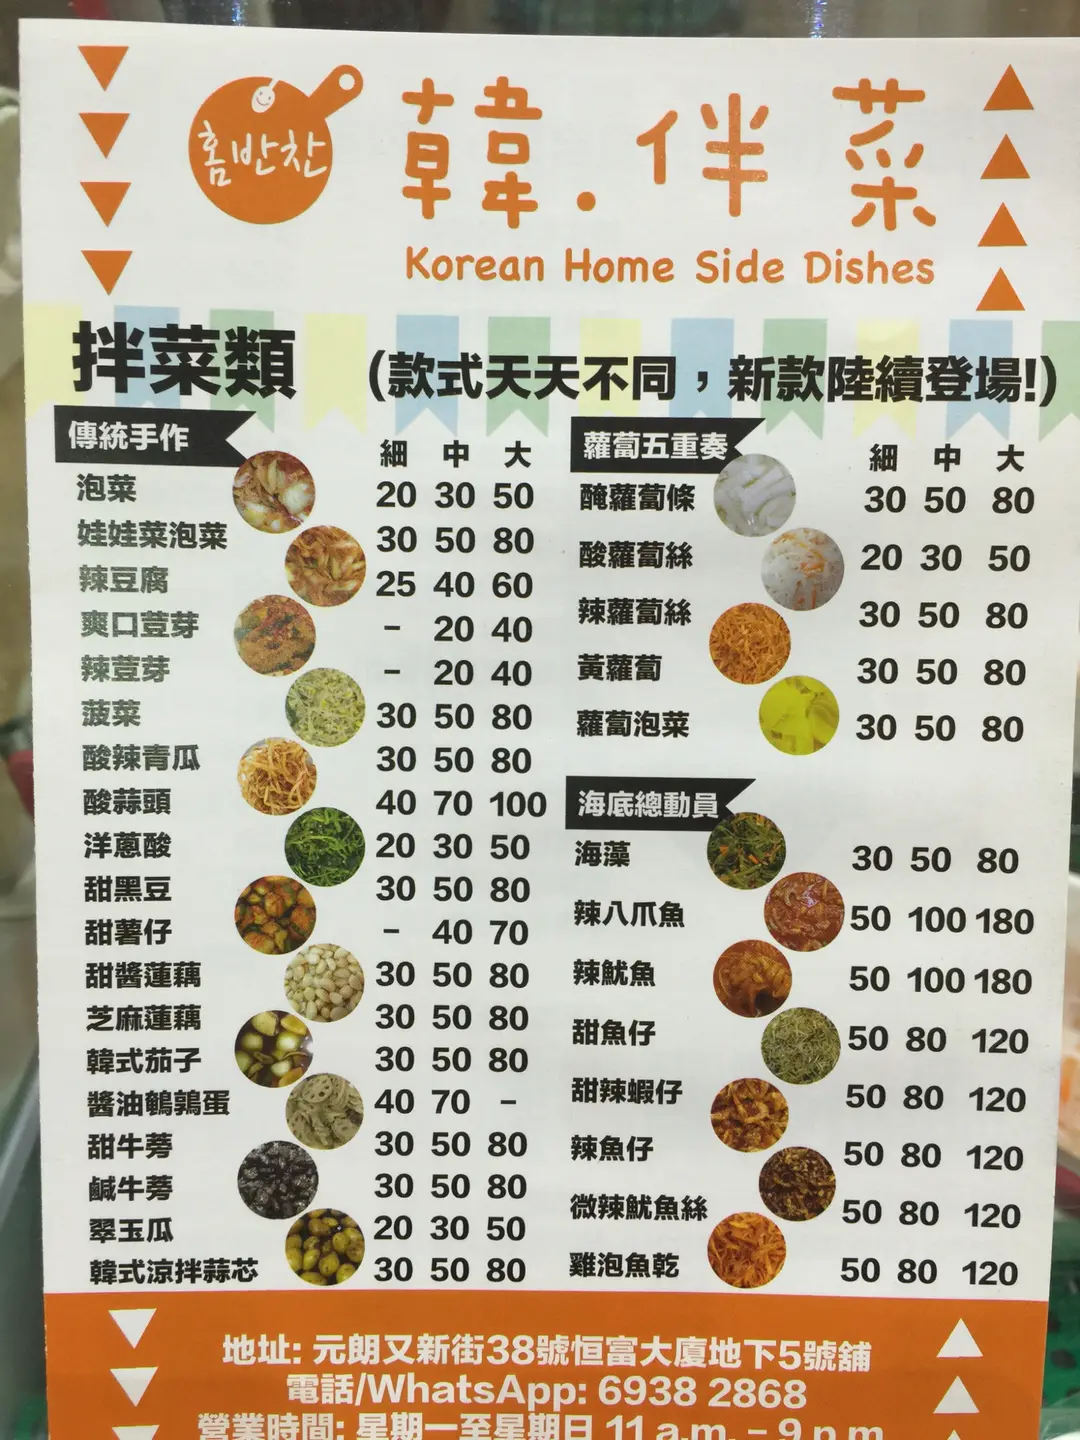 홈반찬
韓.伴菜
Korean Home Side Dishes
拌菜類 (款式天天不同，新款陸續登場!)
傳統手作
細 中 大
泡菜 20 30 50
娃娃菜泡菜 30 50 80
辣豆腐 25 40 60
爽口荳芽 - 20 40
辣荳芽 - 20 40
菠菜 30 50 80
酸辣青瓜 30 50 80
酸蒜頭 40 70 100
洋蔥酸 20 30 50
甜黑豆 30 50 80
甜薯仔 - 40 70
甜醬蓮藕 30 50 80
芝麻蓮藕 30 50 80
韓式茄子 30 50 80
醬油鵪鶉蛋 40 70 -
甜牛蒡 30 50 80
鹹牛蒡 30 50 80
翠玉瓜 20 30 50
韓式涼拌蒜芯 30 50 80
蘿蔔五重奏
細 中 大
醃蘿蔔條 30 50 80
酸蘿蔔絲 20 30 50
辣蘿蔔絲 30 50 80
黃蘿蔔 30 50 80
蘿蔔泡菜 30 50 80
海底總動員
海藻 30 50 80
辣八爪魚 50 100 180
辣魷魚 50 100 180
甜魚仔 50 80 120
甜辣蝦仔 50 80 120
辣魚仔 50 80 120
微辣魷魚絲 50 80 120
雞泡魚乾 50 80 120
地址: 元朗又新街38號恒富大廈地下5號舖
電話/WhatsApp: 6938 2868
營業時間: 星期一至星期日 11 a.m. – 9 p.m.